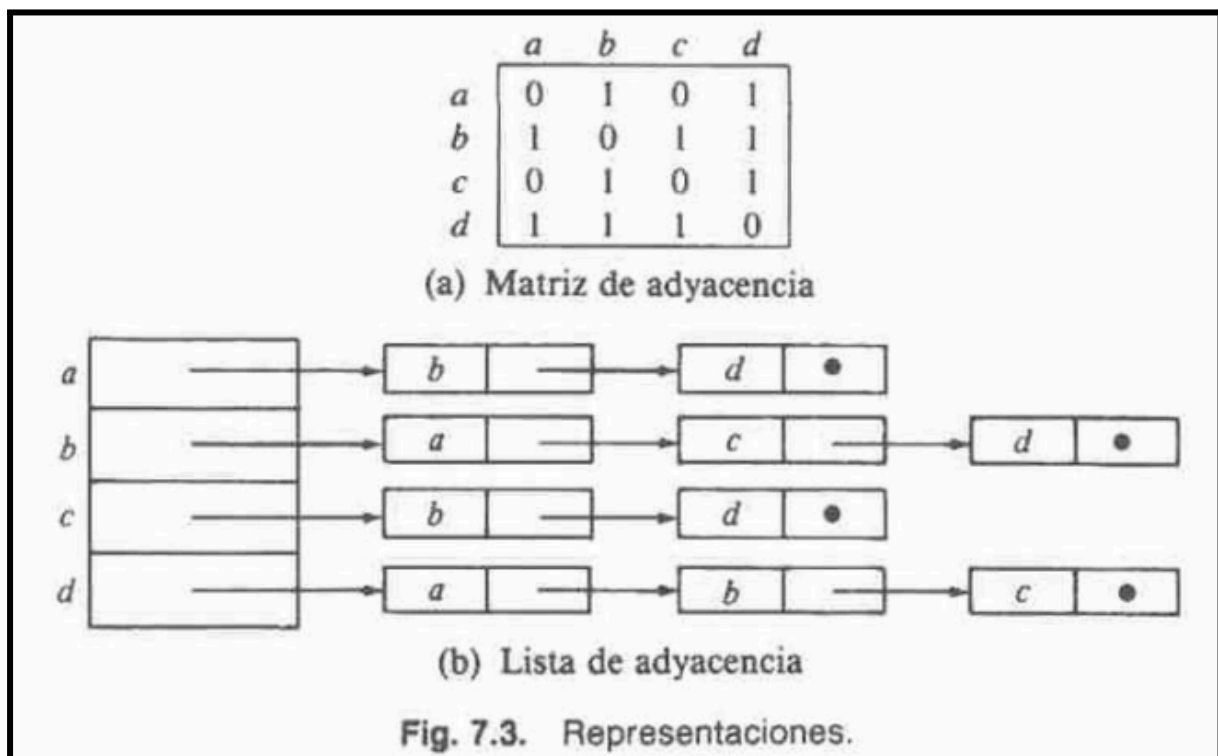 a b c d
a 0 1 0 1
b 1 0 1 1
c 0 1 0 1
d 1 1 1 0
(a) Matriz de adyacencia
a b d
b a c d
c b d
d a b c
(b) Lista de adyacencia
Fig. 7.3. Representaciones.